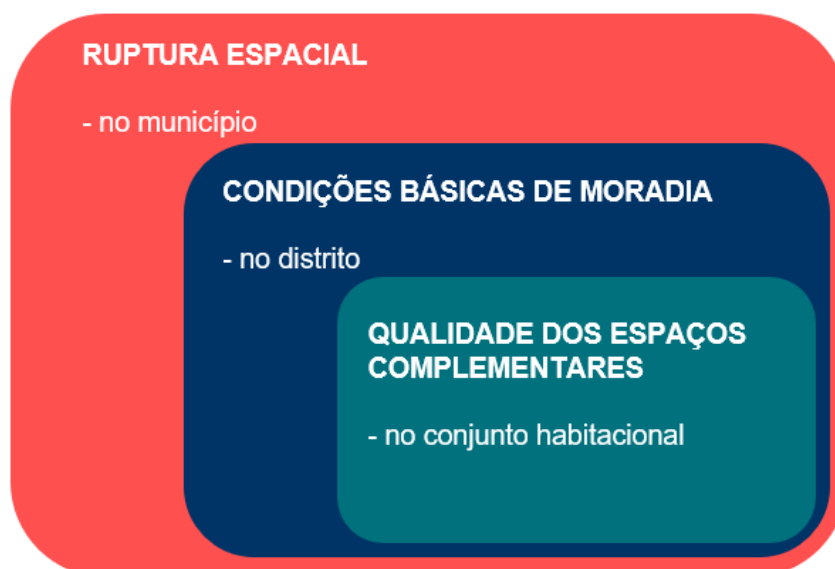 RUPTURA ESPACIAL
- no município
CONDIÇÕES BÁSICAS DE MORADIA
- no distrito
QUALIDADE DOS ESPAÇOS
COMPLEMENTARES
- no conjunto habitacional